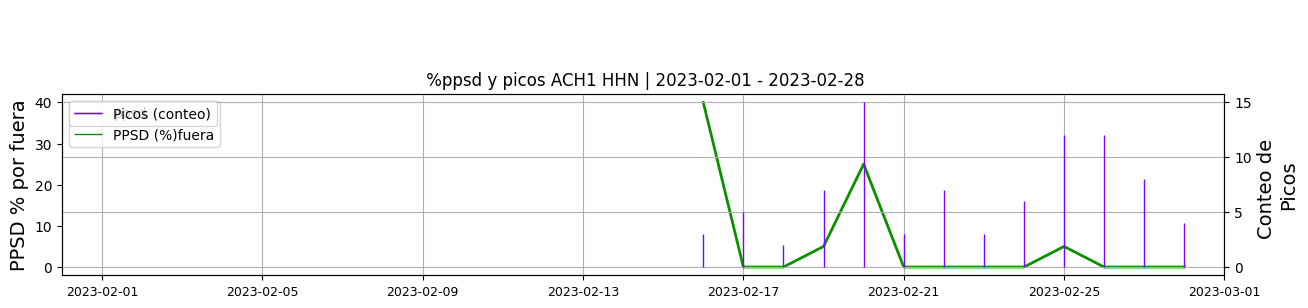 %ppsd y picos ACH1 HHN | 2023-02-01 - 2023-02-28
PPSD % por fuera
40
30
20
10
0
Picos (conteo)
PPSD (%)fuera
15
10
5
0
Conteo de
Picos
2023-02-01
2023-02-05
2023-02-09
2023-02-13
2023-02-17
2023-02-21
2023-02-25
2023-03-01